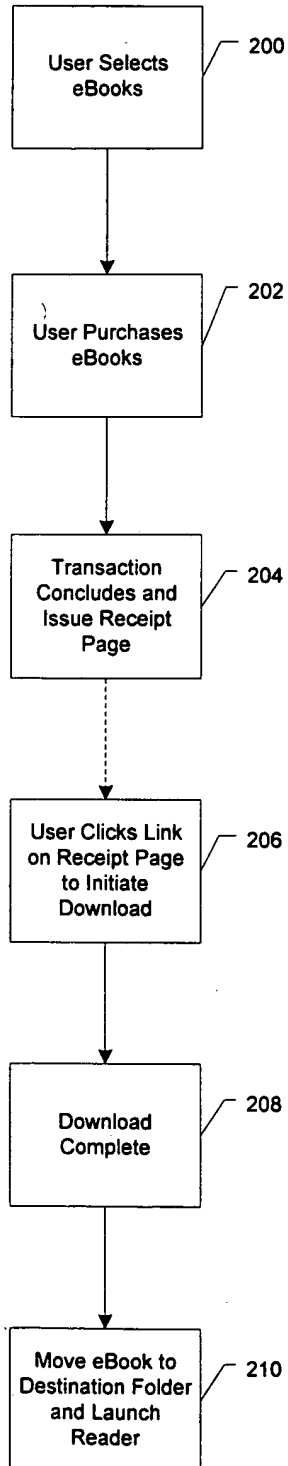 User Selects
eBooks
200
User Purchases
eBooks
202
Transaction
Concludes and
Issue Receipt
Page
204
User Clicks Link
on Receipt Page
to Initiate
Download
206
Download
Complete
208
Move eBook to
Destination Folder
and Launch
Reader
210